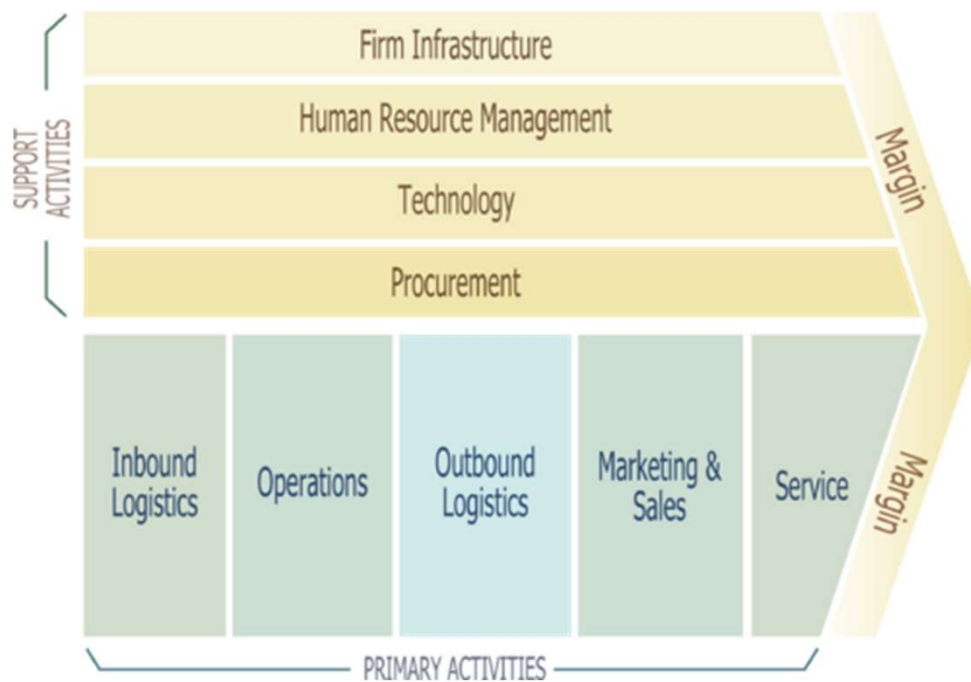 Firm Infrastructure
Human Resource Management
Technology
Procurement
SUPPORT
ACTIVITIES
Margin
Inbound
Logistics
Operations
Outbound
Logistics
Marketing &
Sales
Service
Margin
PRIMARY ACTIVITIES